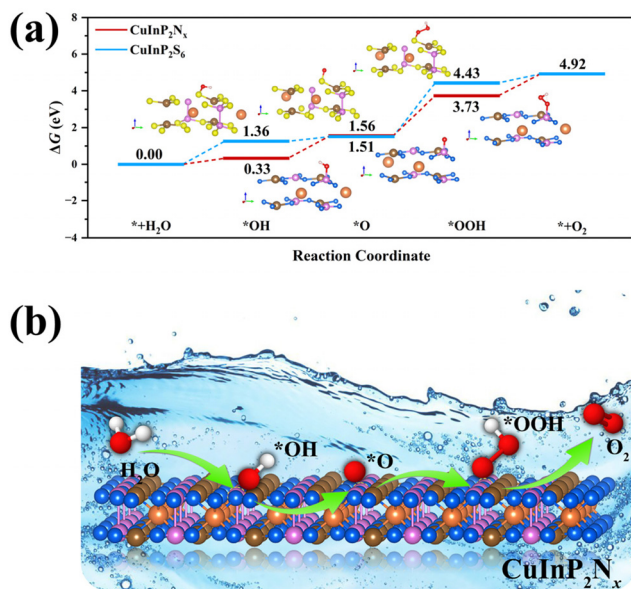 (a)
CuInP2Nx
CuInP2S6
ΔG (eV)
8
6
4
2
0
−2
−4
0.00
1.36
0.33
1.56
1.51
4.43
3.73
4.92
*+H2O
*OH
*O
*OOH
*+O2
Reaction Coordinate
(b)
H2O
*OH
*O
*OOH
O2
CuInP2Nx